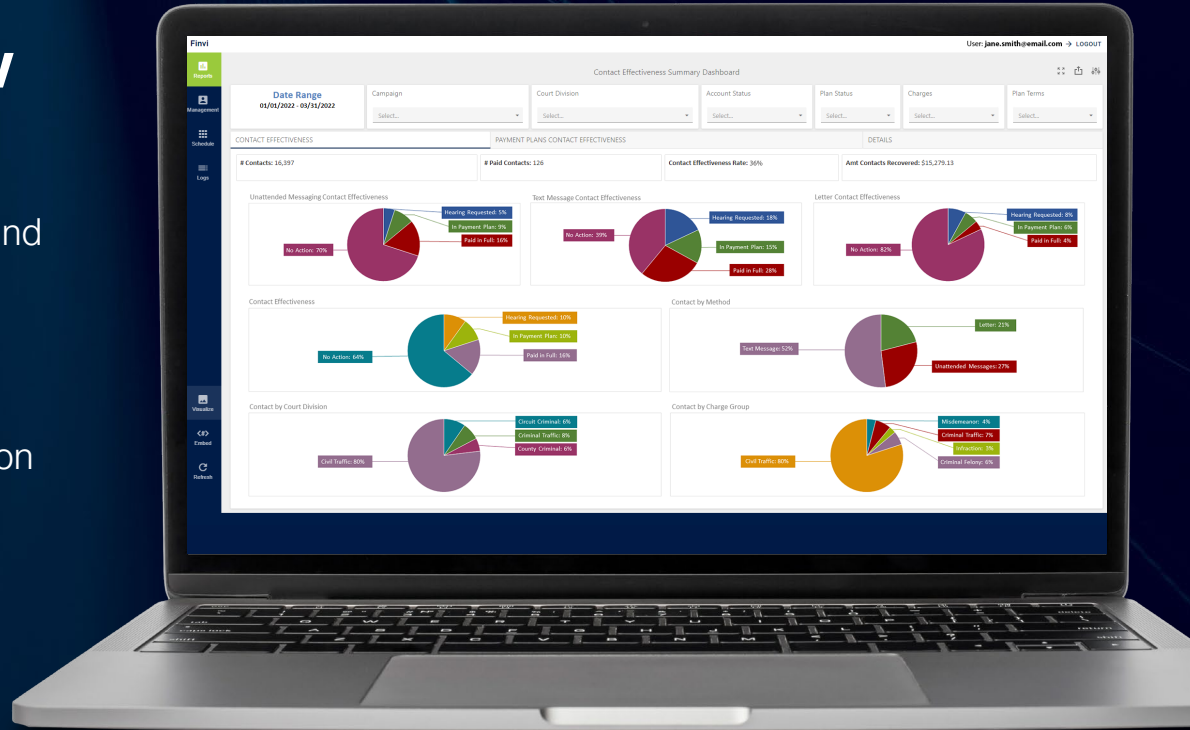 y
nd
on
Finvi
User: jane.smith@email.com → LOGOUT
Reports
Management
Schedule
Logs
Visualize
Embed
Refresh
Contact Effectiveness Summary Dashboard
Date Range
01/01/2022 - 03/31/2022
Campaign
Select...
Court Division
Select...
Account Status
Select...
Plan Status
Select...
Charges
Select...
Plan Terms
Select...
CONTACT EFFECTIVENESS
PAYMENT PLANS CONTACT EFFECTIVENESS
DETAILS
# Contacts: 16,397
# Paid Contacts: 126
Contact Effectiveness Rate: 36%
Amt Contacts Recovered: $15,279.13
Unattended Messaging Contact Effectiveness
Hearing Requested: 5%
In Payment Plan: 9%
Paid in Full: 16%
No Action: 70%
Text Message Contact Effectiveness
Hearing Requested: 18%
No Action: 39%
In Payment Plan: 15%
Paid in Full: 28%
Letter Contact Effectiveness
Hearing Requested: 8%
In Payment Plan: 6%
Paid in Full: 4%
No Action: 82%
Contact Effectiveness
Hearing Requested: 10%
In Payment Plan: 10%
Paid in Full: 16%
No Action: 64%
Contact by Method
Letter: 21%
Text Message: 52%
Unattended Messages: 27%
Contact by Court Division
Circuit Criminal: 6%
Criminal Traffic: 8%
County Criminal: 6%
Civil Traffic: 80%
Contact by Charge Group
Misdemeanor: 4%
Criminal Traffic: 7%
Infraction: 3%
Criminal Felony: 6%
Civil Traffic: 80%
tab
caps lock
shift
delete
return
shift